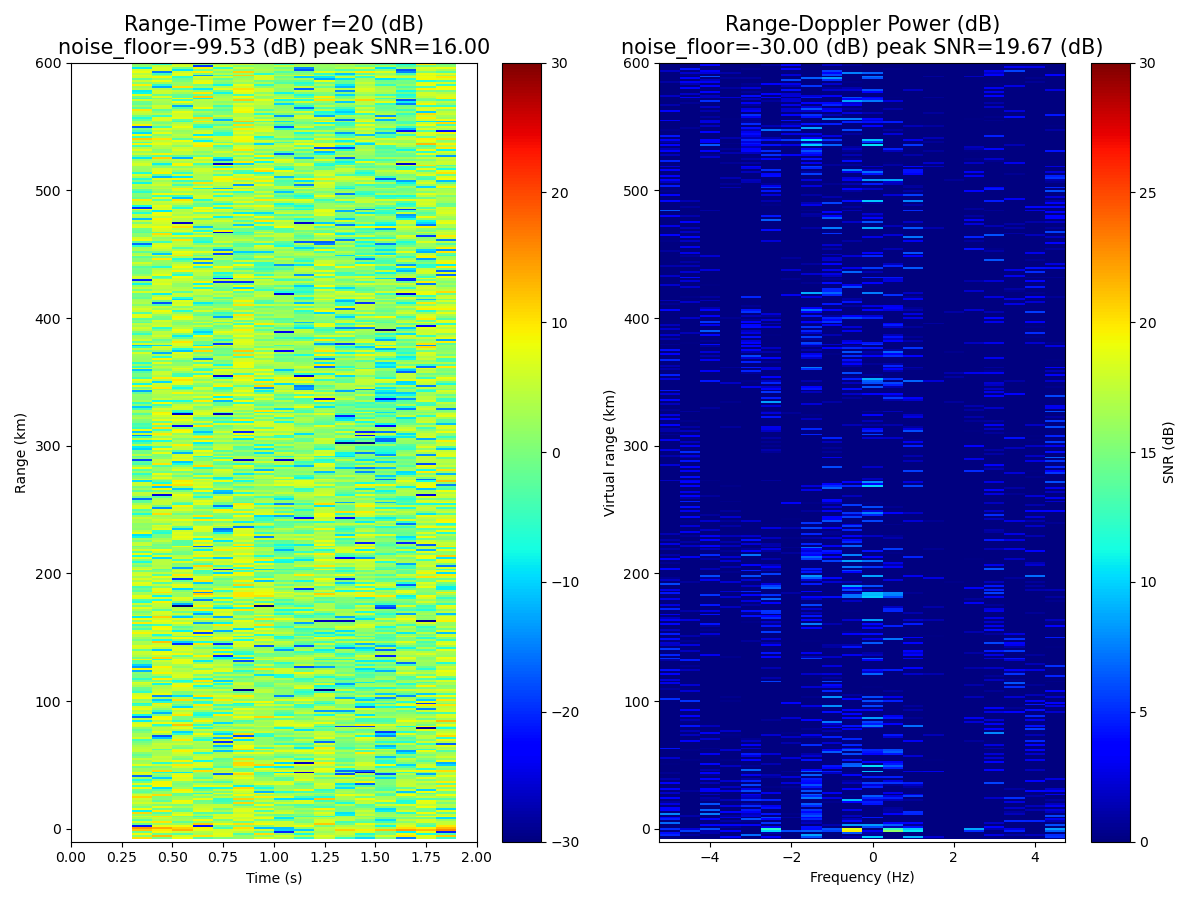 Range-Time Power f=20 (dB)
noise_floor=-99.53 (dB) peak SNR=16.00
Range (km)
600
500
400
300
200
100
0
0.00 0.25 0.50 0.75 1.00 1.25 1.50 1.75 2.00
Time (s)
30
20
10
0
−10
−20
−30
Range-Doppler Power (dB)
noise_floor=-30.00 (dB) peak SNR=19.67 (dB)
Virtual range (km)
600
500
400
300
200
100
0
−4 −2 0 2 4
Frequency (Hz)
30
25
20
15
10
5
0
SNR (dB)